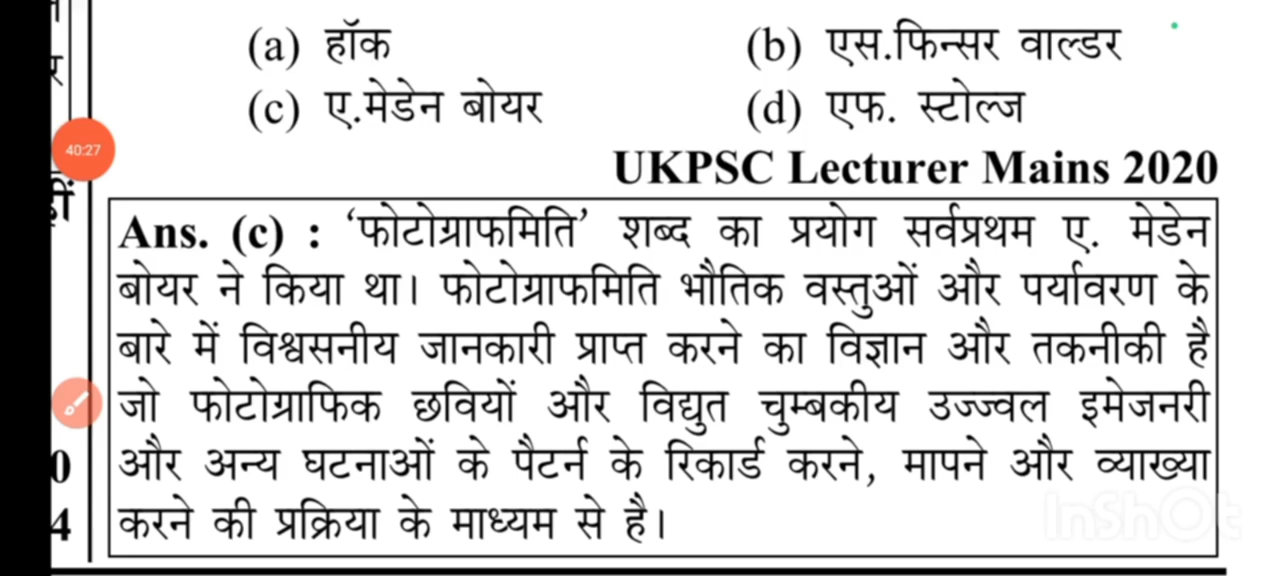 (a) हॉक (b) एस.फिन्सर वाल्डर
(c) ए.मेडेन बोयर (d) एफ. स्टोल्ज
40:27
UKPSC Lecturer Mains 2020
Ans. (c) : ‘फोटोग्राफमिति’ शब्द का प्रयोग सर्वप्रथम ए. मेडेन
बोयर ने किया था। फोटोग्राफमिति भौतिक वस्तुओं और पर्यावरण के
बारे में विश्वसनीय जानकारी प्राप्त करने का विज्ञान और तकनीकी है
जो फोटोग्राफिक छवियों और विद्युत चुम्बकीय उज्ज्वल इमेजनरी
0 और अन्य घटनाओं के पैटर्न के रिकार्ड करने, मापने और व्याख्या
4 करने की प्रक्रिया के माध्यम से है।
InShOt